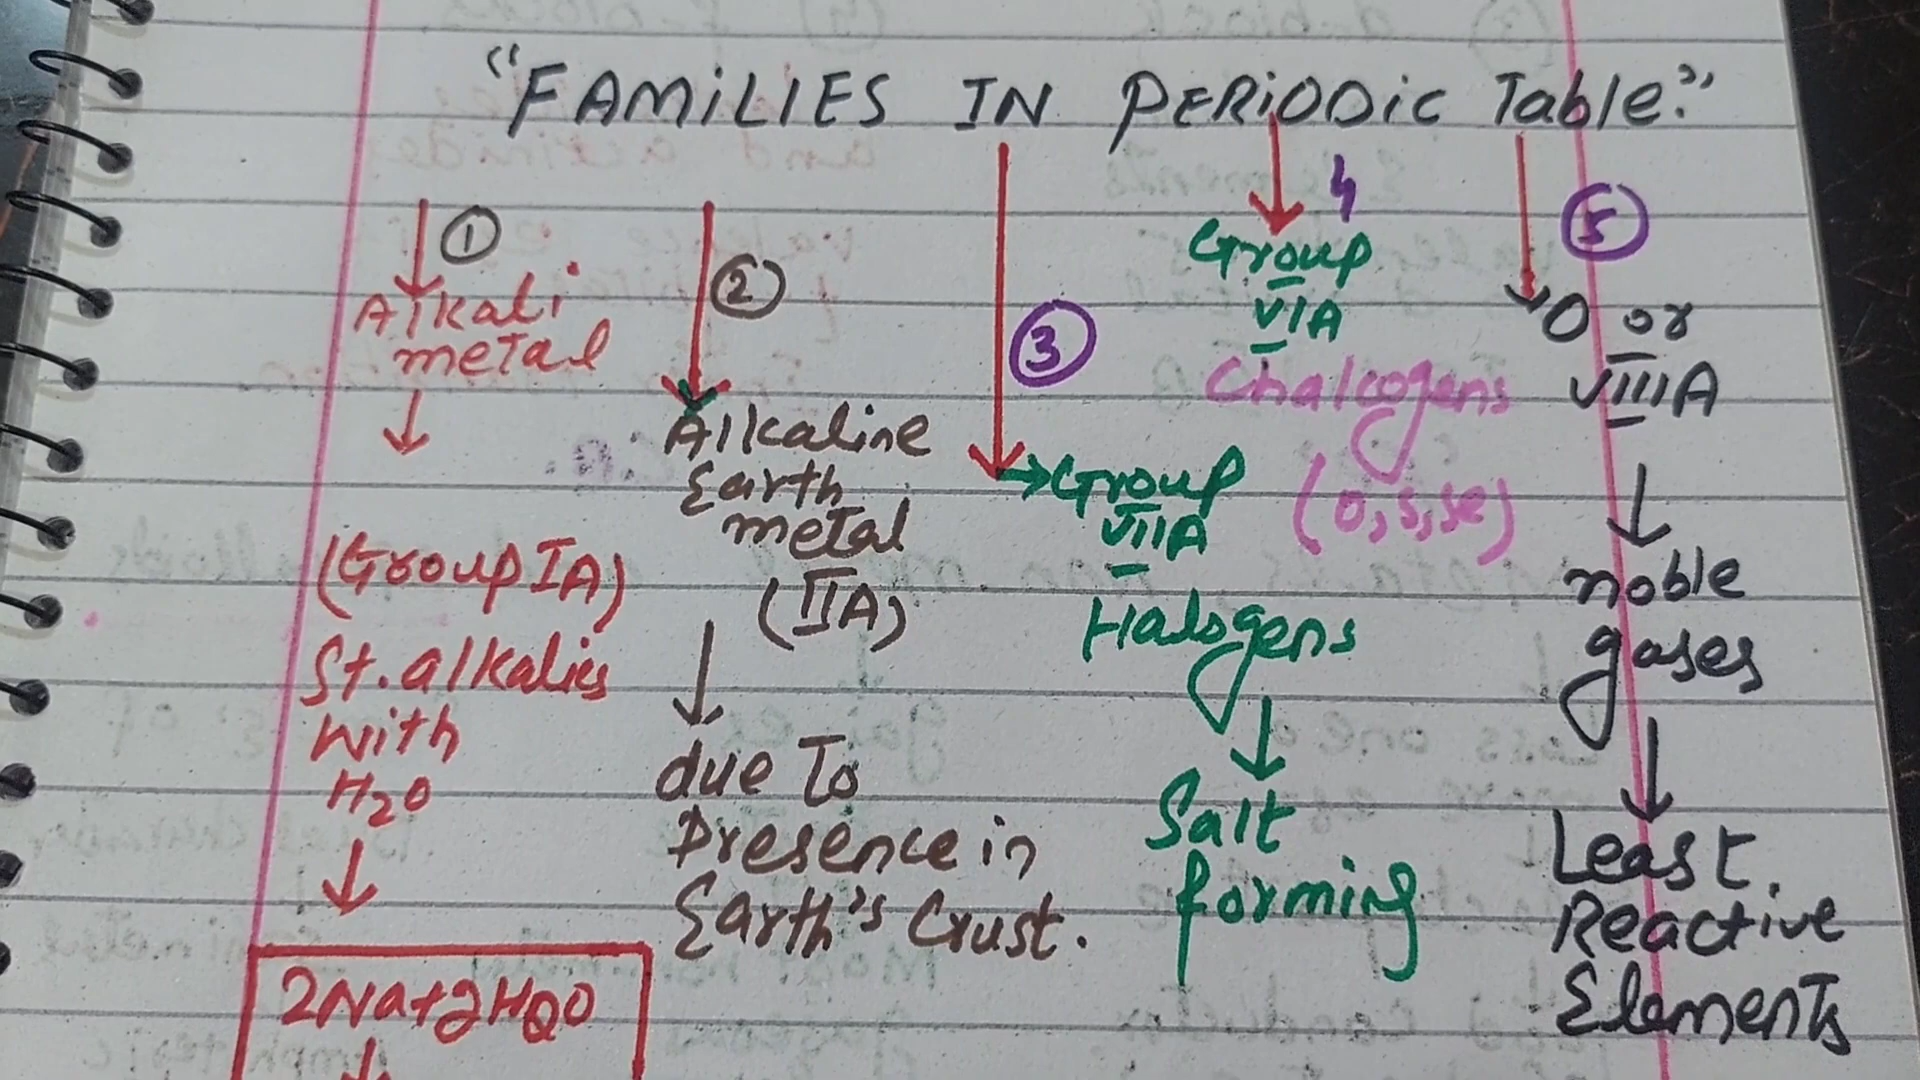 "FAMILIES IN PERIODIC Table."
①
Alkali
metal
(Group IA)
St. alkalies
With
H2O
2Na+2H2O
②
Alkaline
Earth
metal
(IIA)
due To
Presence in
Earth's Crust.
③
Group
VIIA
Halogens
Salt
forming
4
Group
VIA
Chalcogens
(O,S,Se)
⑤
O or
VIIIA
noble
gases
Least
Reactive
Elements